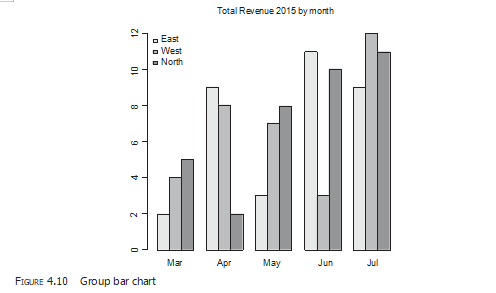 Total Revenue 2015 by month
12
East
West
North
10
8
6
4
2
0
Mar Apr May Jun Jul
FIGURE 4.10 Group bar chart